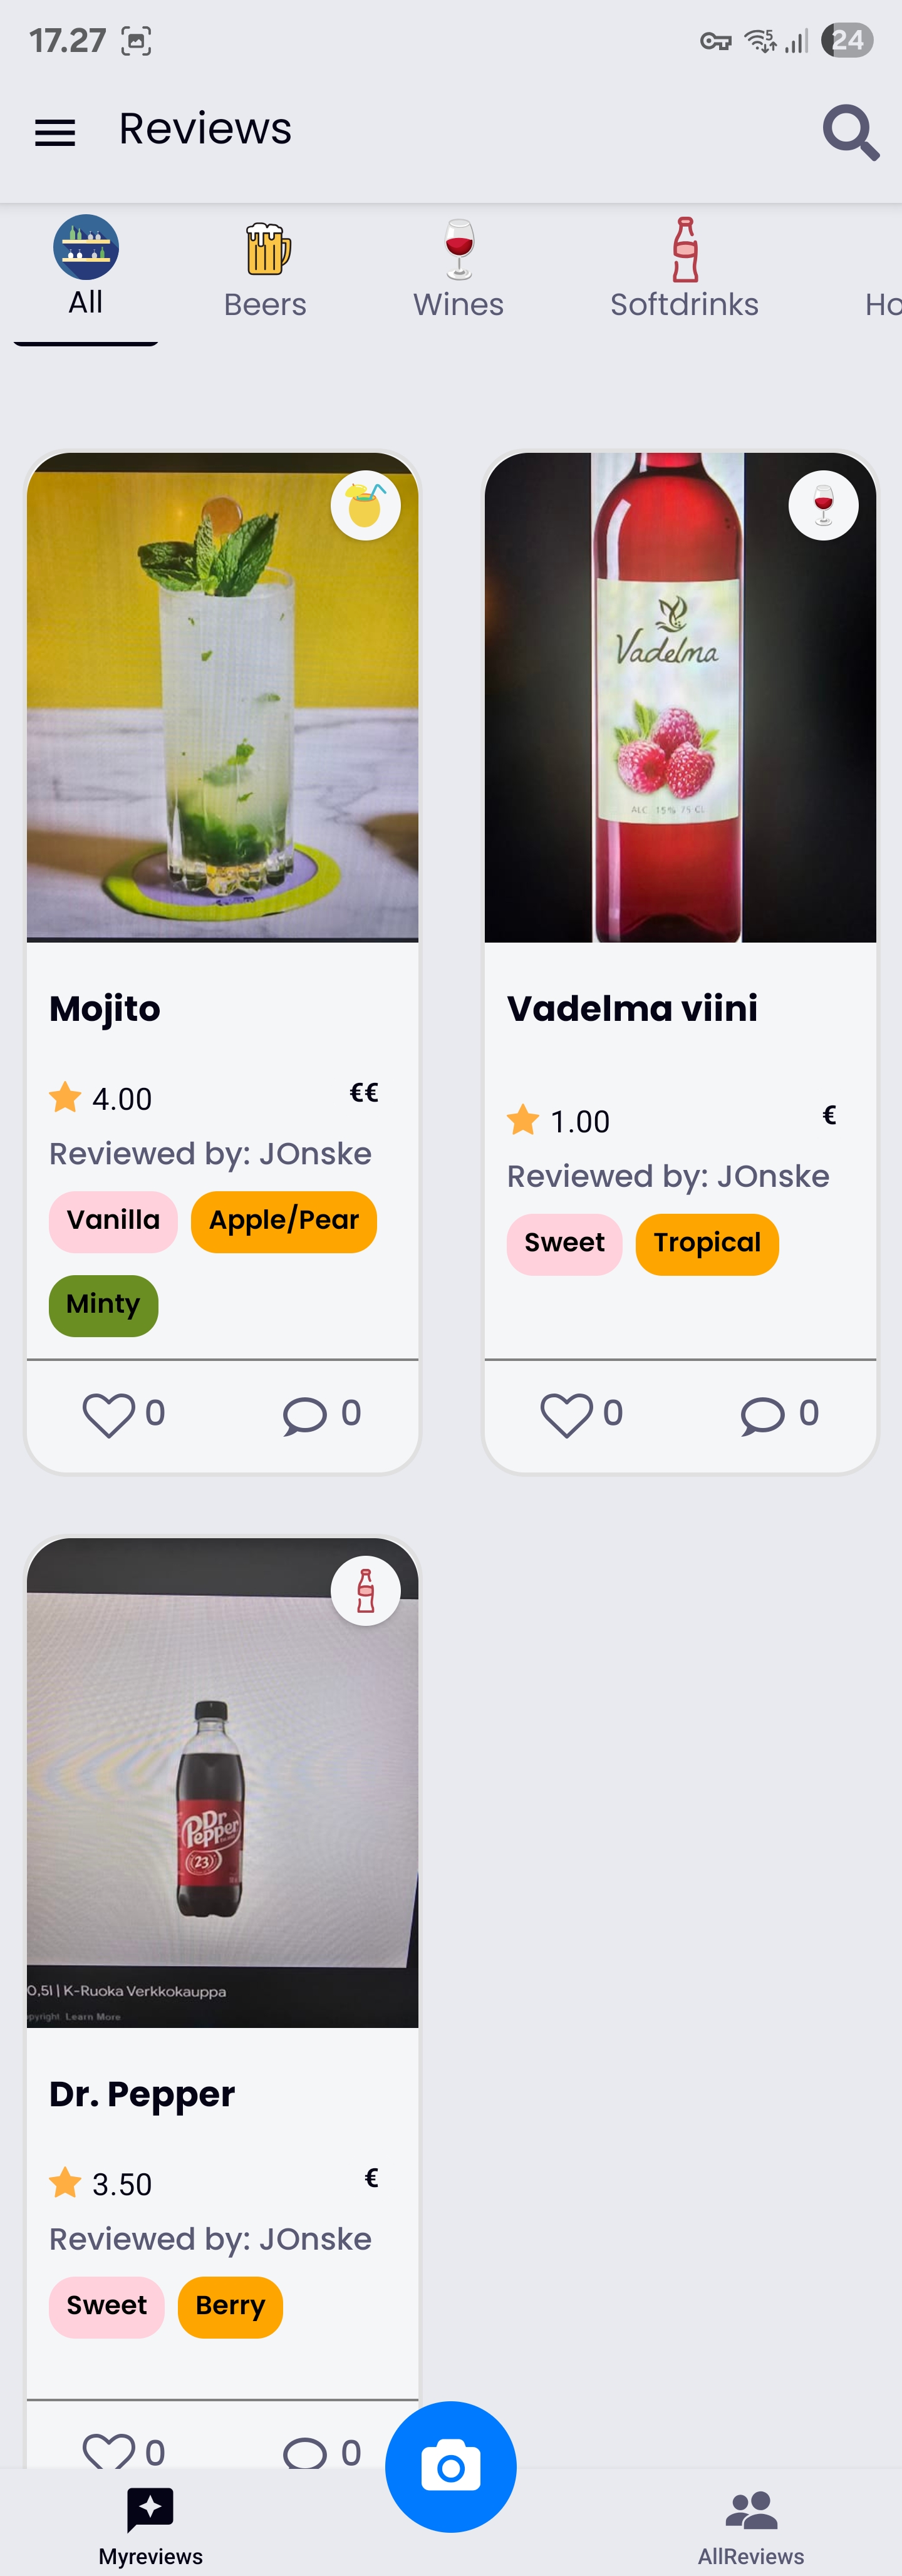 17.27
5
24
Reviews
All
Beers
Wines
Softdrinks
Ho
Vadelma
ALC 15% 75 CL
Mojito
Vadelma viini
4.00 €€
1.00 €
Reviewed by: JOnske
Reviewed by: JOnske
Vanilla
Apple/Pear
Sweet
Tropical
Minty
0 0
0 0
Dr Pepper
23
0,5l | K-Ruoka Verkkokauppa
pyright. Learn More
Dr. Pepper
3.50 €
Reviewed by: JOnske
Sweet
Berry
0 0
Myreviews
AllReviews